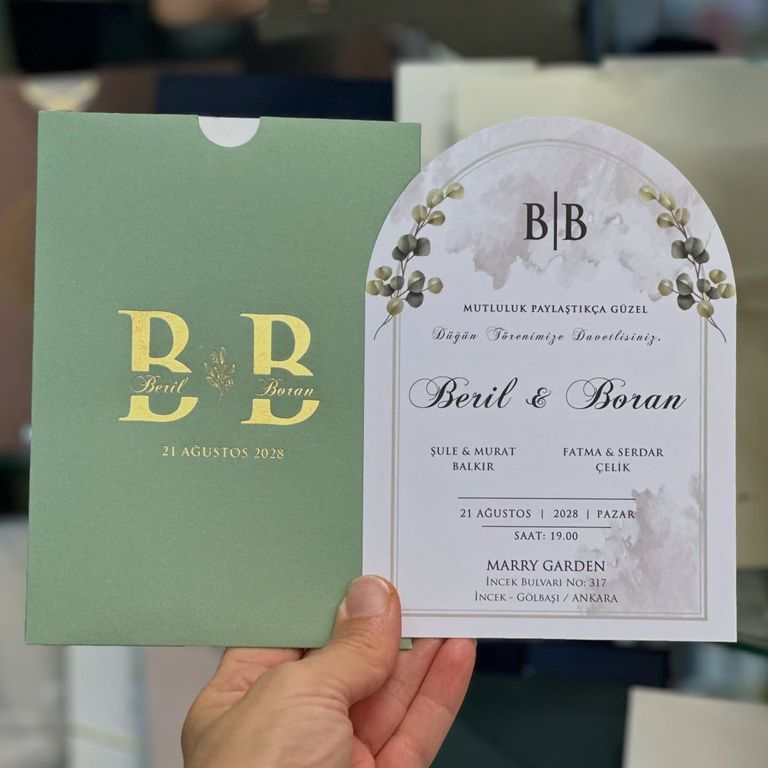 B B
Beril Boran
21 AĞUSTOS 2028
B|B
MUTLULUK PAYLAŞTIKÇA GÜZEL
Düğün Törenimize Davetlisiniz.
Beril & Boran
ŞULE & MURAT
BALKIR
FATMA & SERDAR
ÇELİK
21 AĞUSTOS | 2028 | PAZAR
SAAT: 19.00
MARRY GARDEN
İNCEK BULVARI NO: 317
İNCEK - GÖLBAŞI / ANKARA